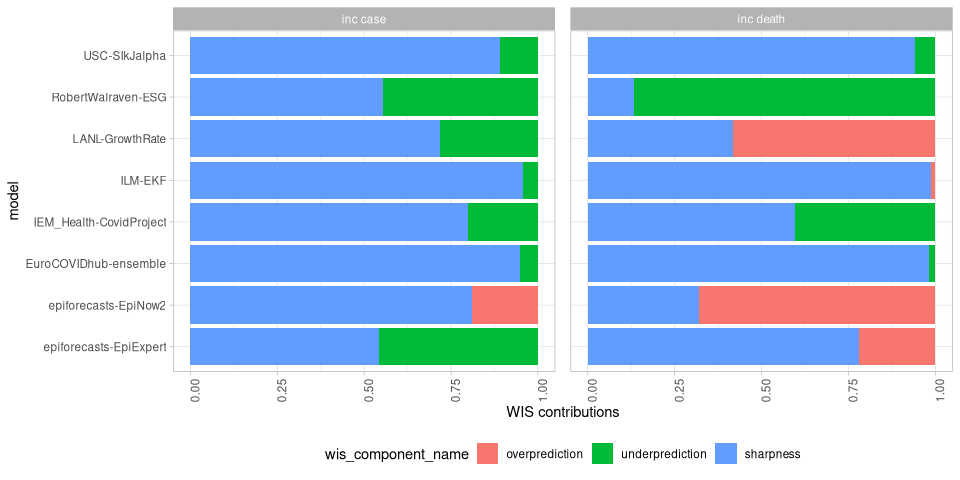 inc case
inc death
model
USC-SIkJalpha
RobertWalraven-ESG
LANL-GrowthRate
ILM-EKF
IEM_Health-CovidProject
EuroCOVIDhub-ensemble
epiforecasts-EpiNow2
epiforecasts-EpiExpert
0.00 0.25 0.50 0.75 1.00
0.00 0.25 0.50 0.75 1.00
WIS contributions
wis_component_name overprediction underprediction sharpness